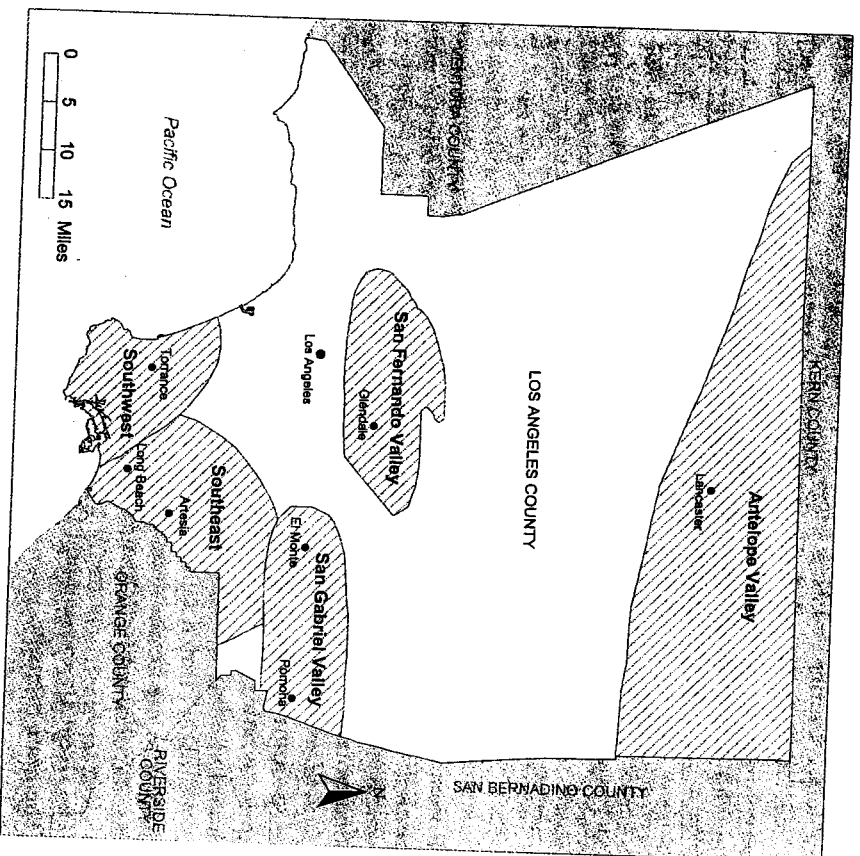 KERN COUNTY
Antelope Valley
Lancaster
SAN BERNADINO COUNTY
LOS ANGELES COUNTY
VENTURA COUNTY
San Fernando Valley
Glendale
N
San Gabriel Valley
Los Angeles
El Monte
Pomona
Southeast
Artesia
Pacific Ocean
Torrance
RIVERSIDE
COUNTY
Long Beach
Southwest
ORANGE COUNTY
0 5 10 15 Miles